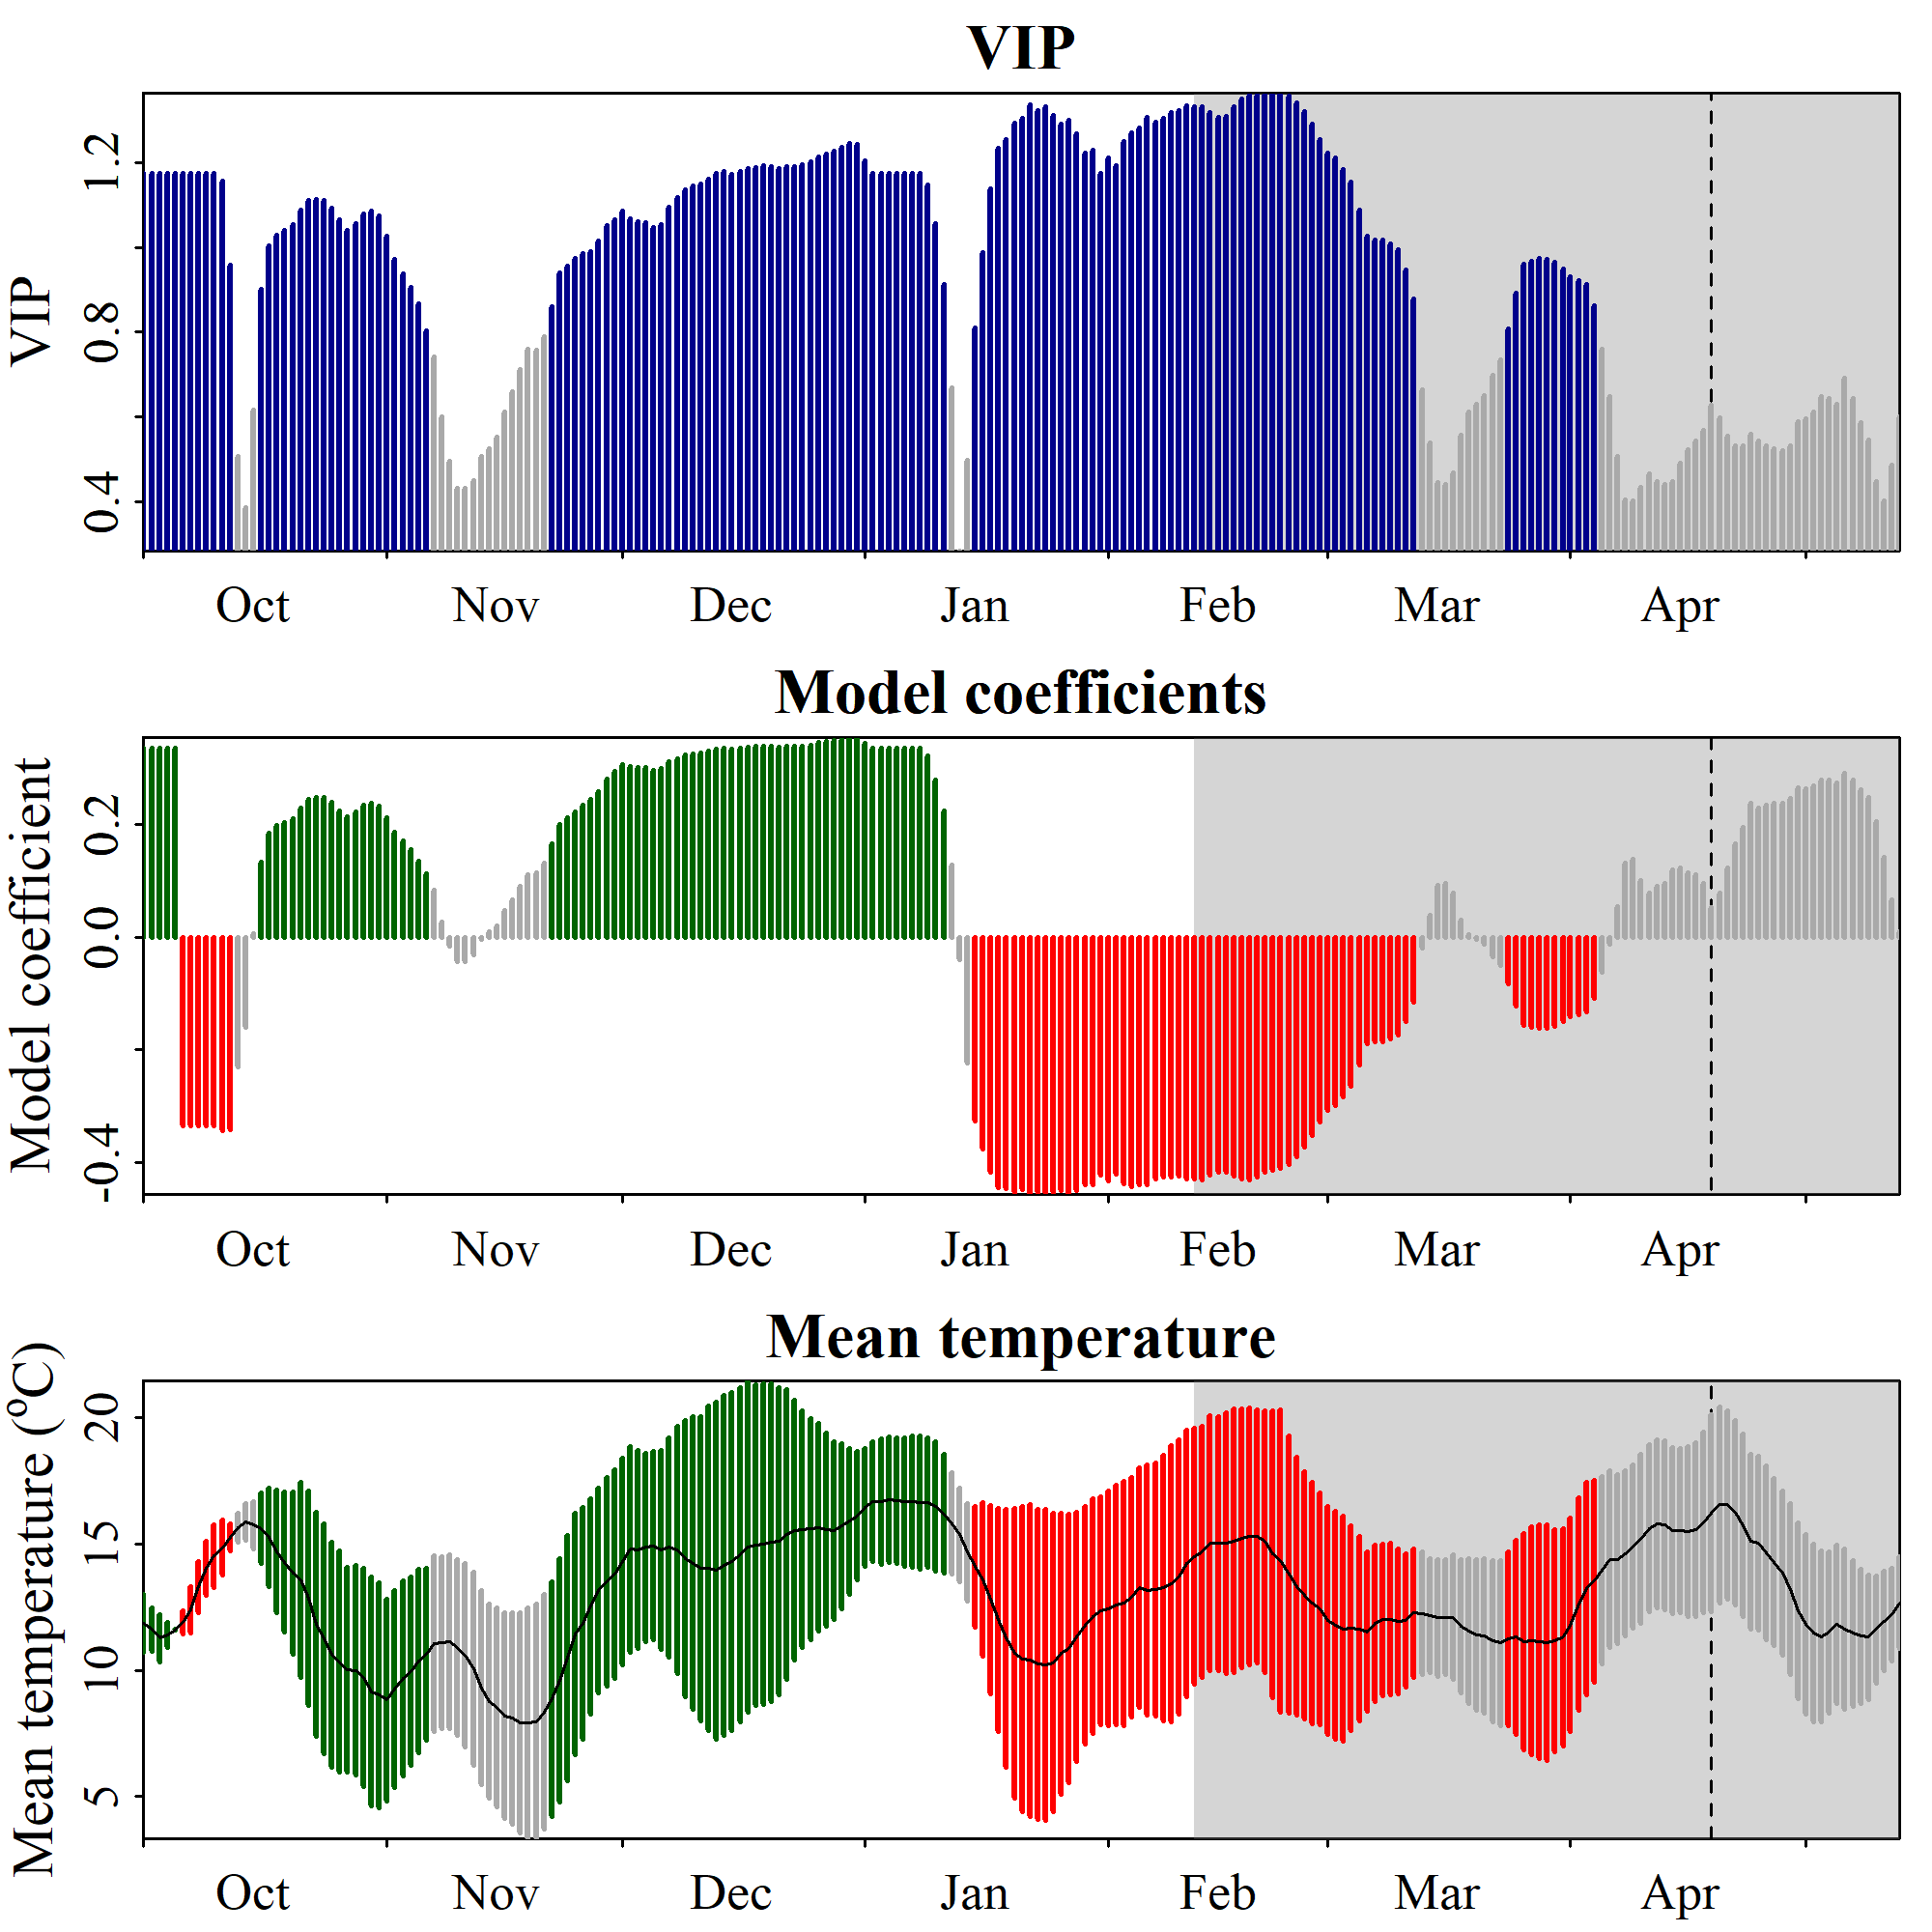 VIP
VIP
1.2
0.8
0.4
Oct Nov Dec Jan Feb Mar Apr
Model coefficients
Model coefficient
0.2
0.0
-0.4
Oct Nov Dec Jan Feb Mar Apr
Mean temperature
Mean temperature (ºC)
20
15
10
5
Oct Nov Dec Jan Feb Mar Apr